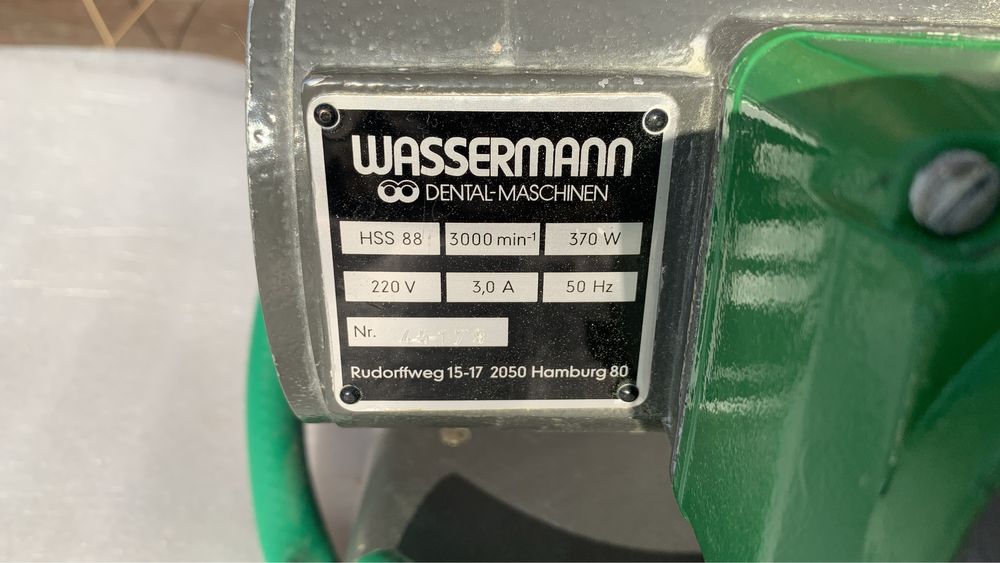 WASSERMANN
DENTAL-MASCHINEN
HSS 88 3000 min⁻¹ 370 W
220 V 3,0 A 50 Hz
Nr.
Rudorffweg 15-17 2050 Hamburg 80